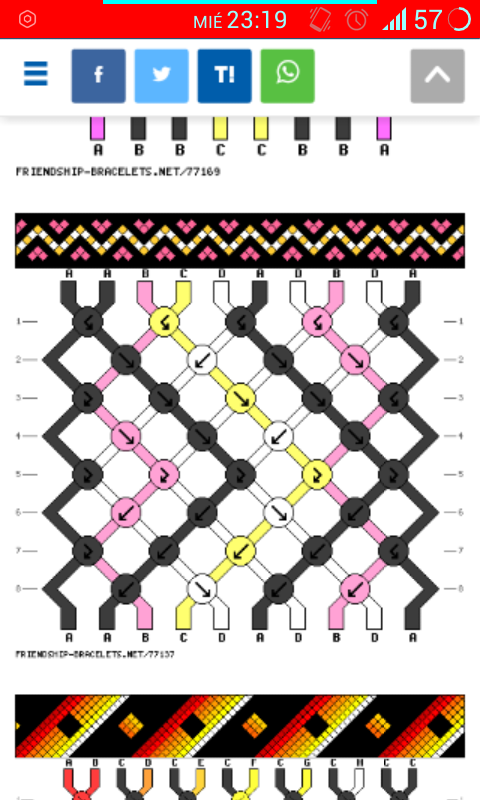 MIÉ 23:19 57
f T!
A B B C C B B A
FRIENDSHIP-BRACELETS.NET/77169
A A B C D A D B D A
1 1
2 2
3 3
4 4
5 5
6 6
7 7
8 8
A A B C D A D B D A
FRIENDSHIP-BRACELETS.NET/77137
A B C D C E C F C G C H C C